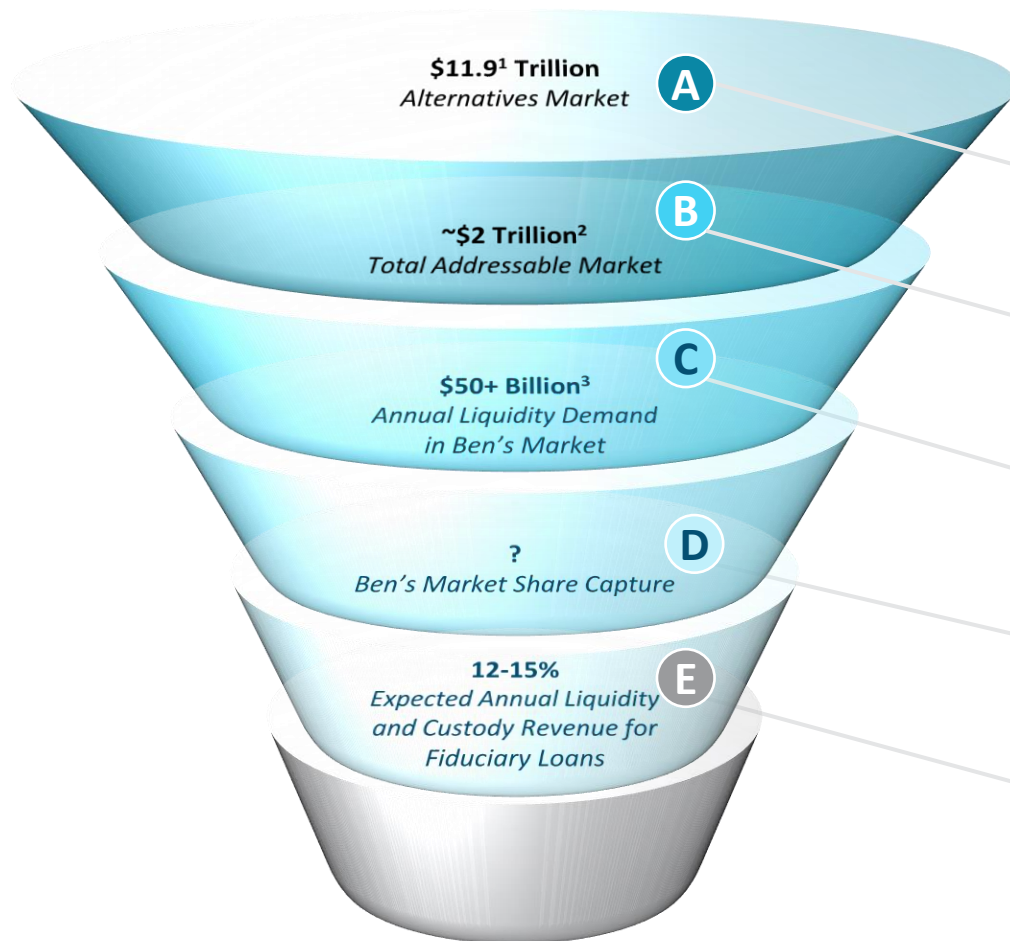 $11.9¹ Trillion
Alternatives Market
A
B
~$2 Trillion²
Total Addressable Market
C
$50+ Billion³
Annual Liquidity Demand
in Ben's Market
D
?
Ben's Market Share Capture
12-15%
E
Expected Annual Liquidity
and Custody Revenue for
Fiduciary Loans